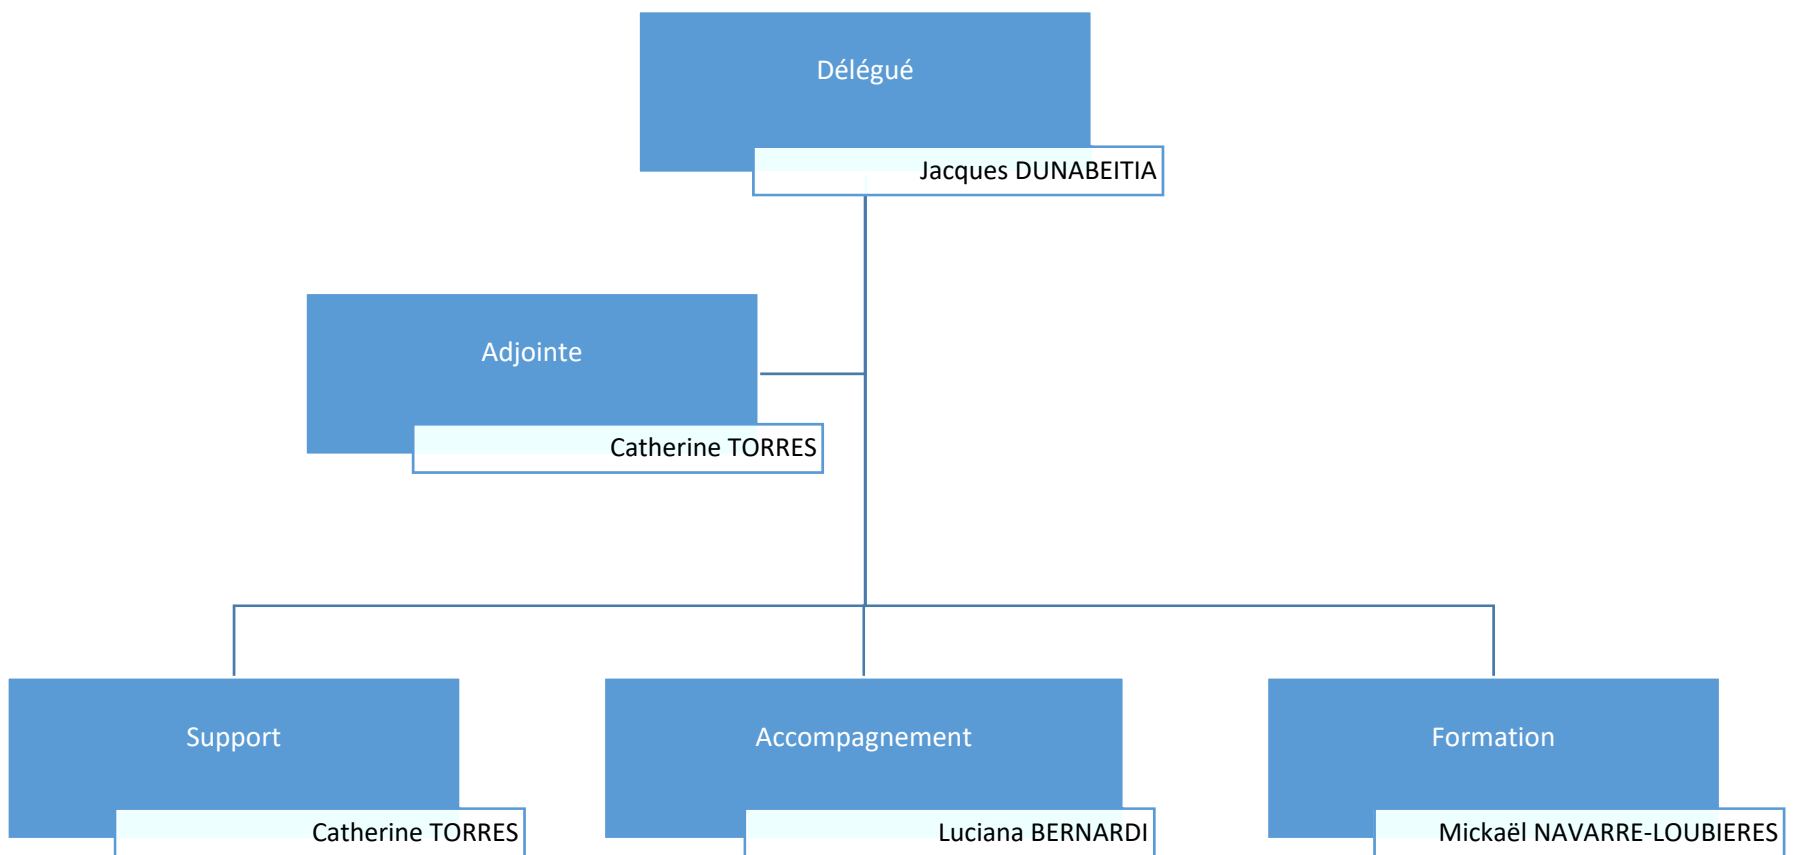 Délégué
Jacques DUNABEITIA
Adjointe
Catherine TORRES
Support
Catherine TORRES
Accompagnement
Luciana BERNARDI
Formation
Mickaël NAVARRE-LOUBIERES